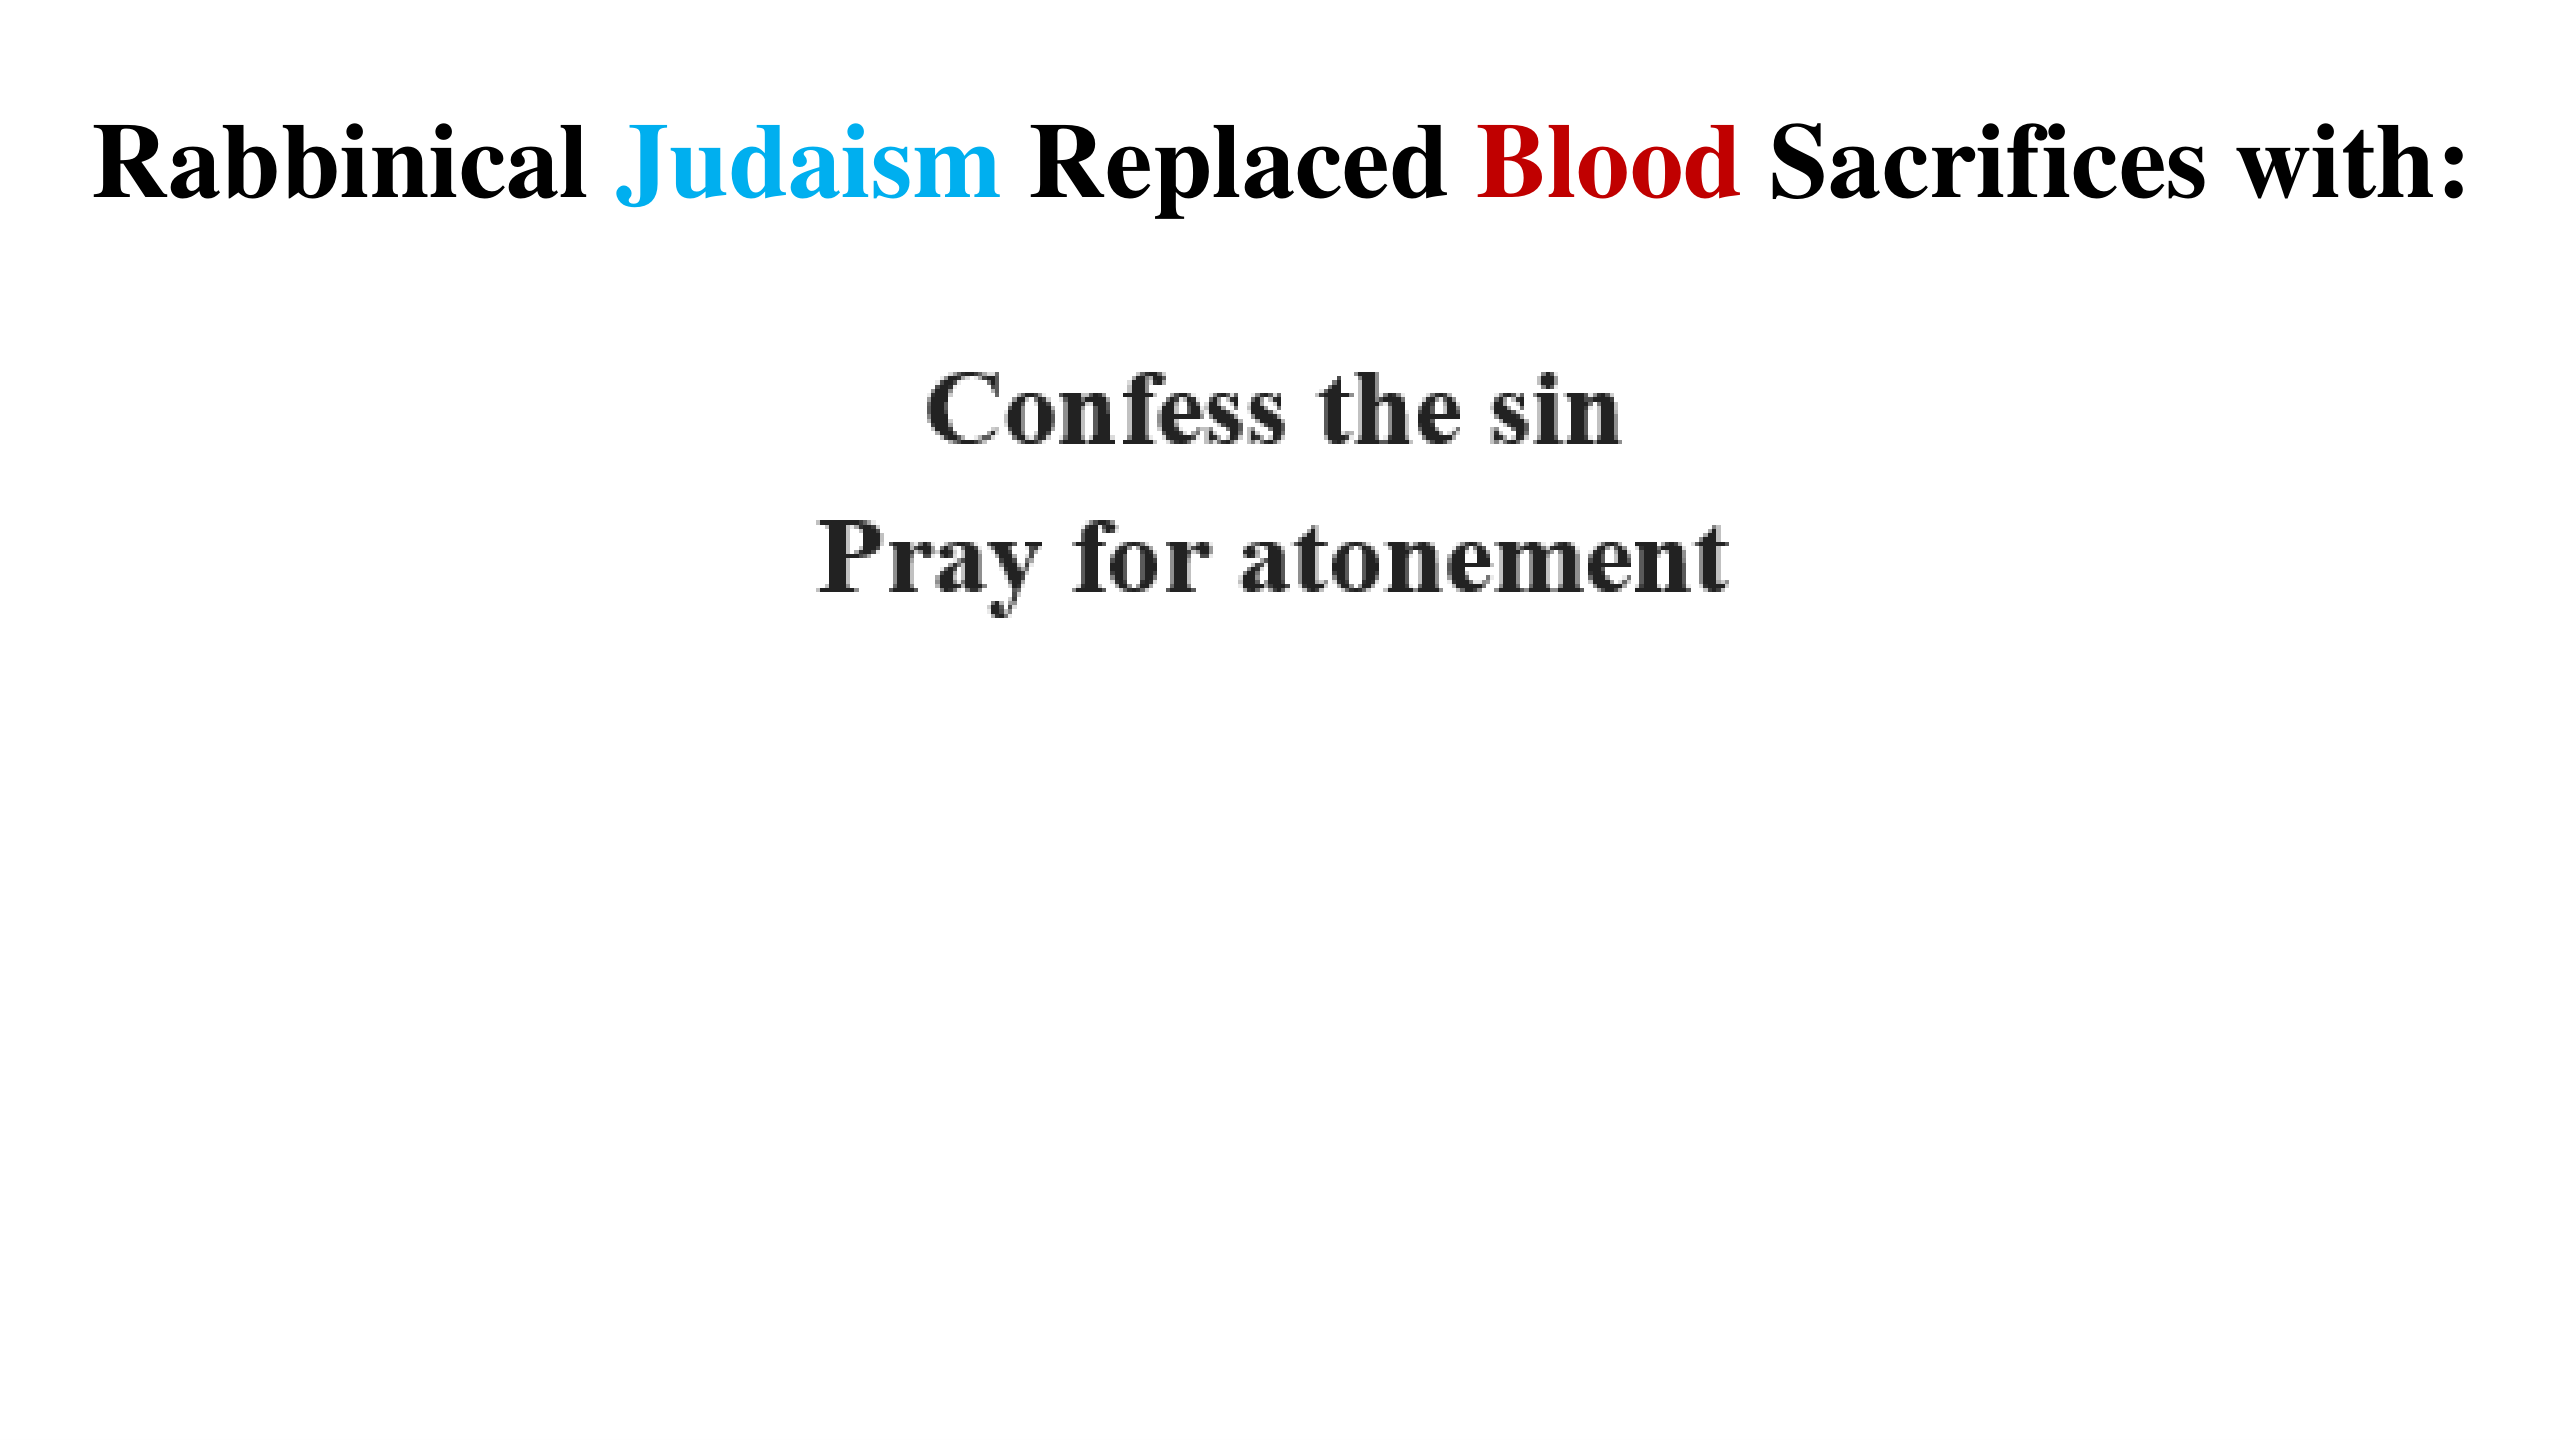 Rabbinical Judaism Replaced Blood Sacrifices with:
Confess the sin
Pray for atonement